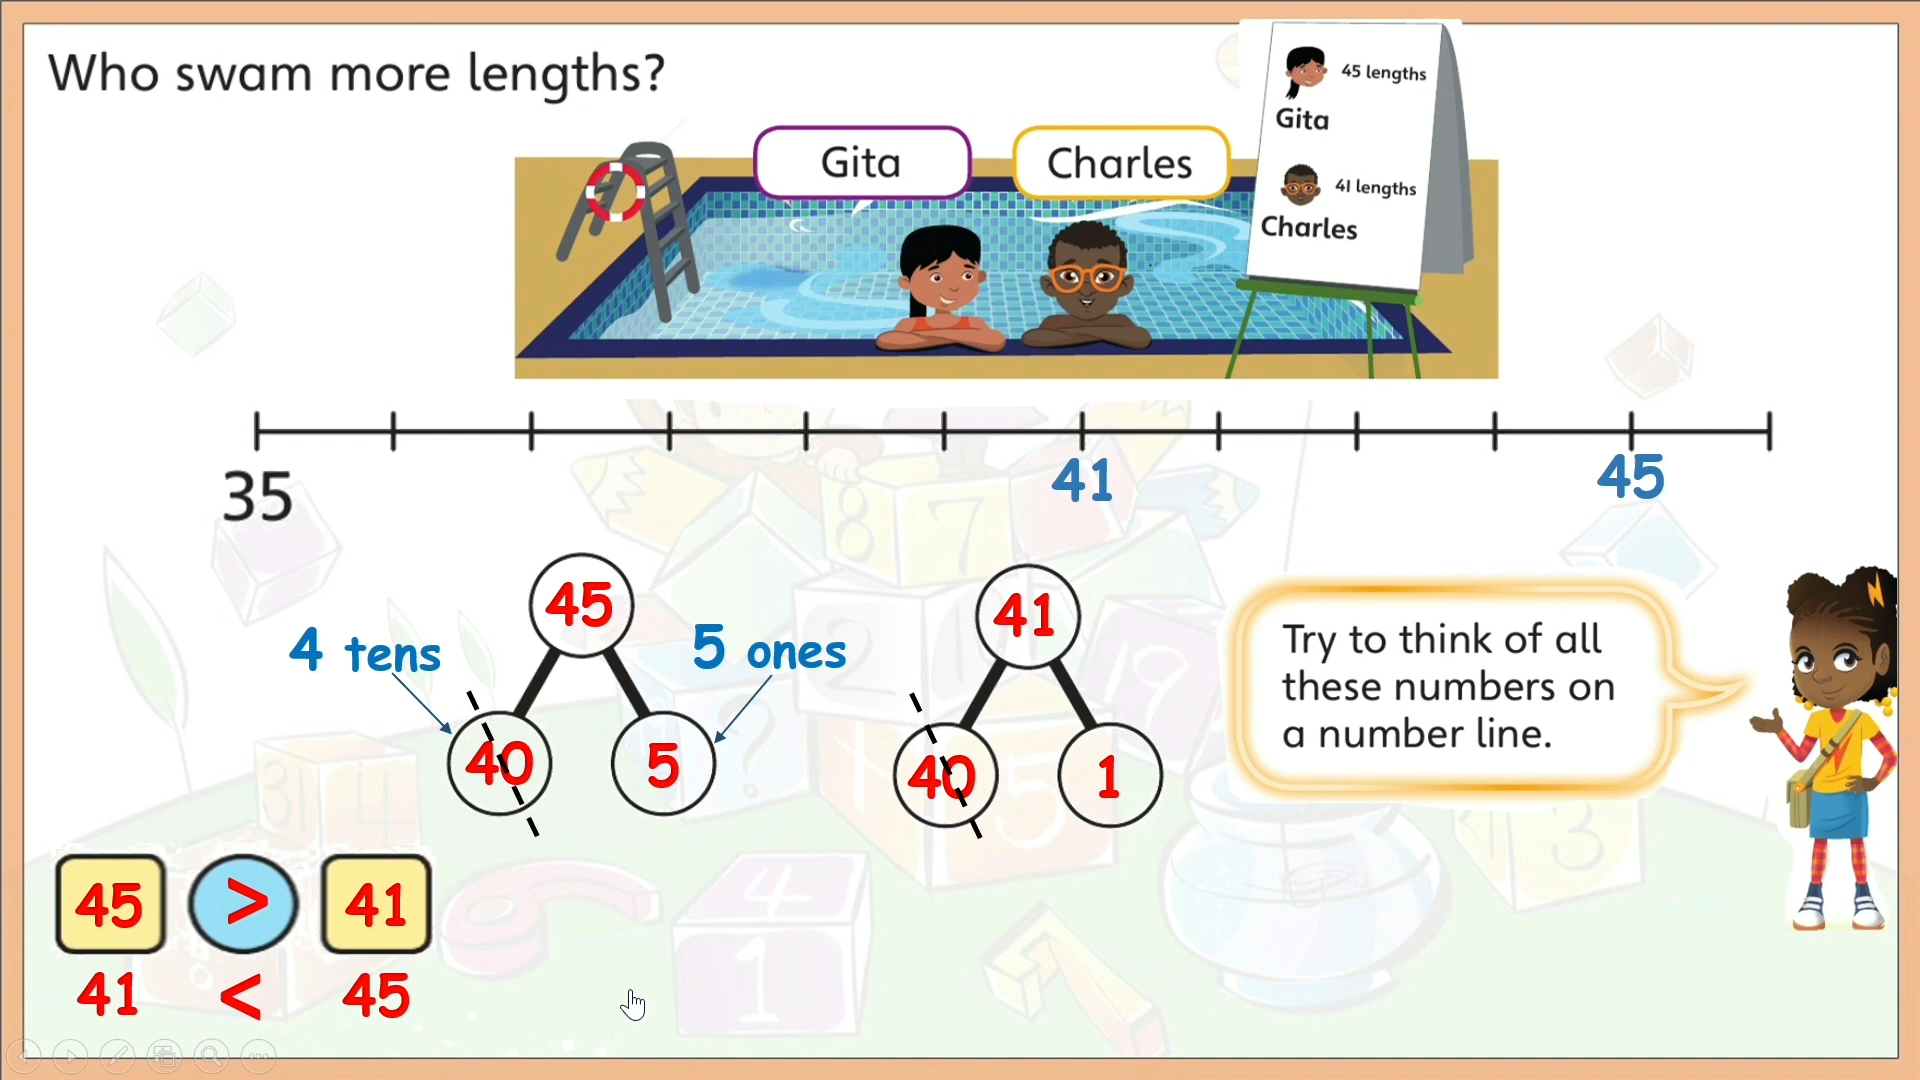 Who swam more lengths?
45 lengths
Gita
41 lengths
Charles
Gita
Charles
35
41
45
45
4 tens
5 ones
40
5
41
40
1
Try to think of all
these numbers on
a number line.
45 > 41
41 < 45